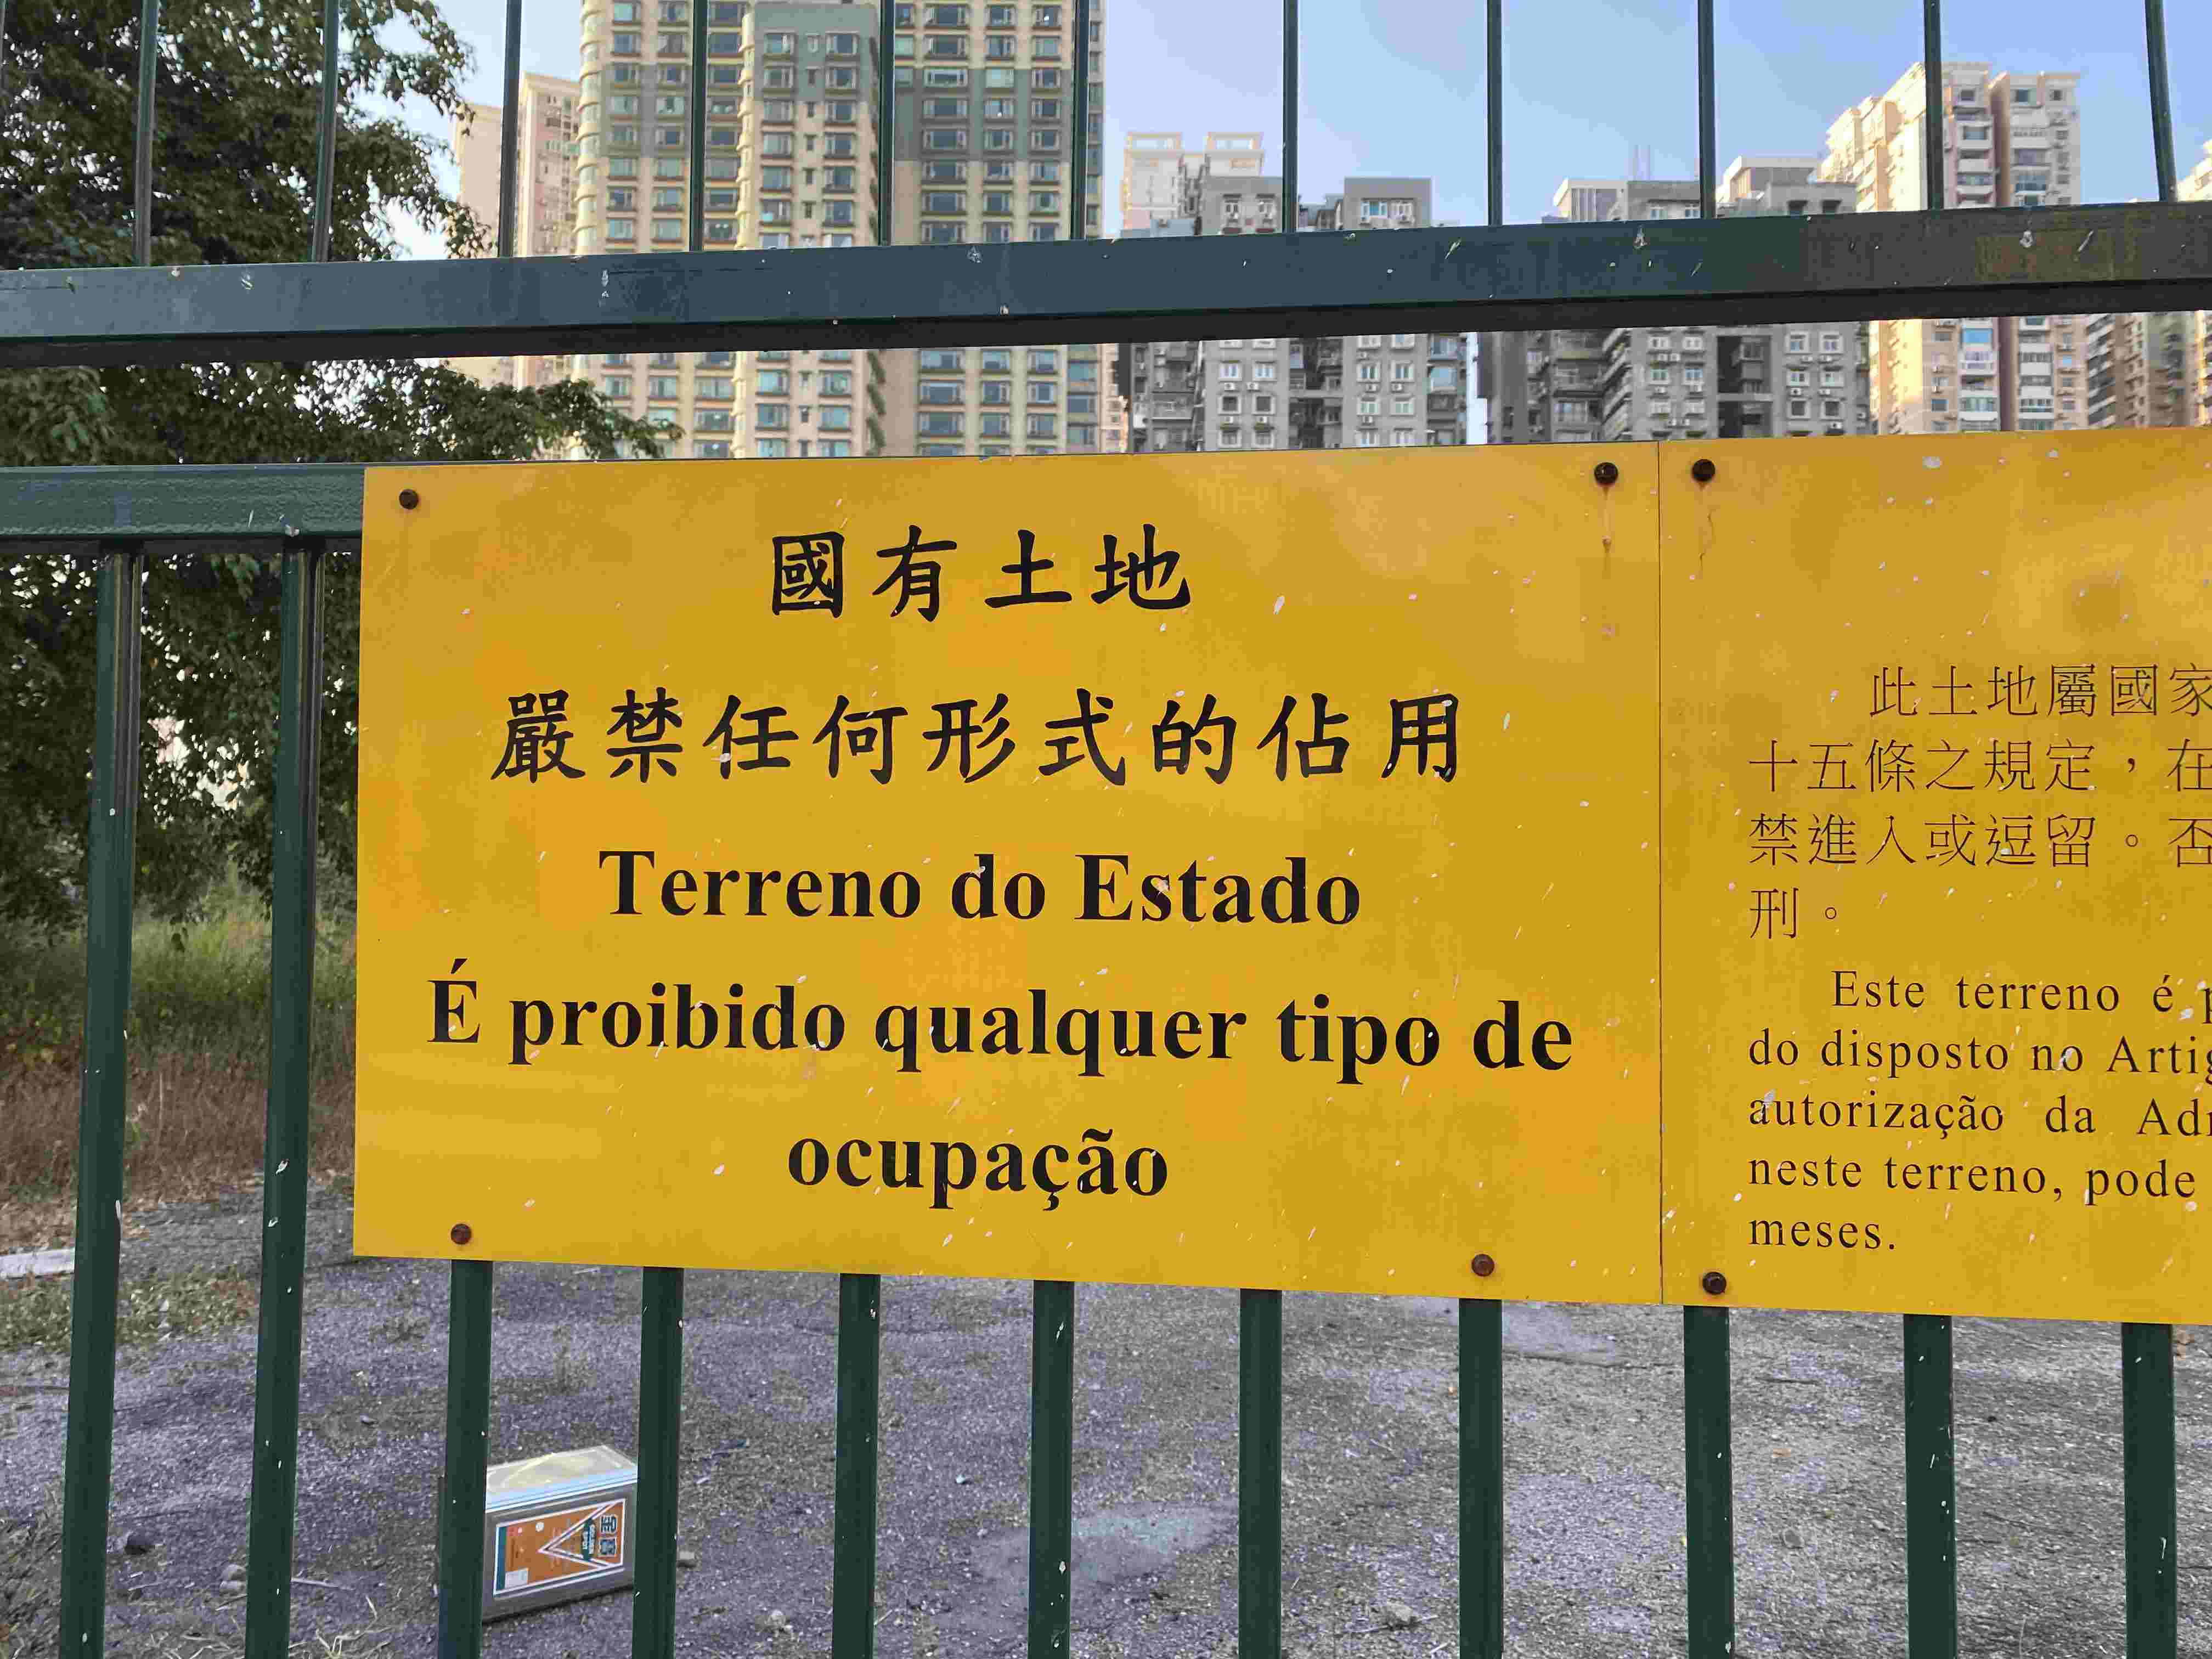 國有土地
嚴禁任何形式的佔用
Terreno do Estado
É proibido qualquer tipo de
ocupação
此土地屬國家
十五條之規定，在
禁進入或逗留。否
刑。
Este terreno é p
do disposto no Artig
autorização da Ad
neste terreno, pode
meses.